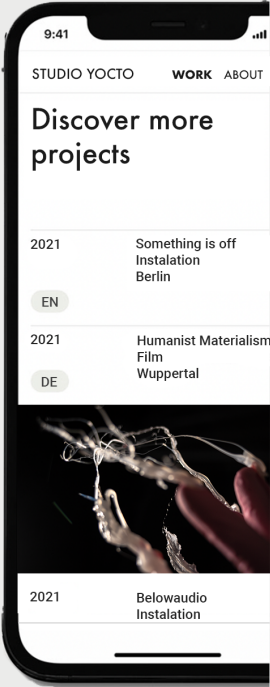 9:41
STUDIO YOCTO WORK ABOUT
Discover more
projects
2021 Something is off
Instalation
Berlin
EN
2021 Humanist Materialism
Film
DE Wuppertal
2021 Belowaudio
Instalation